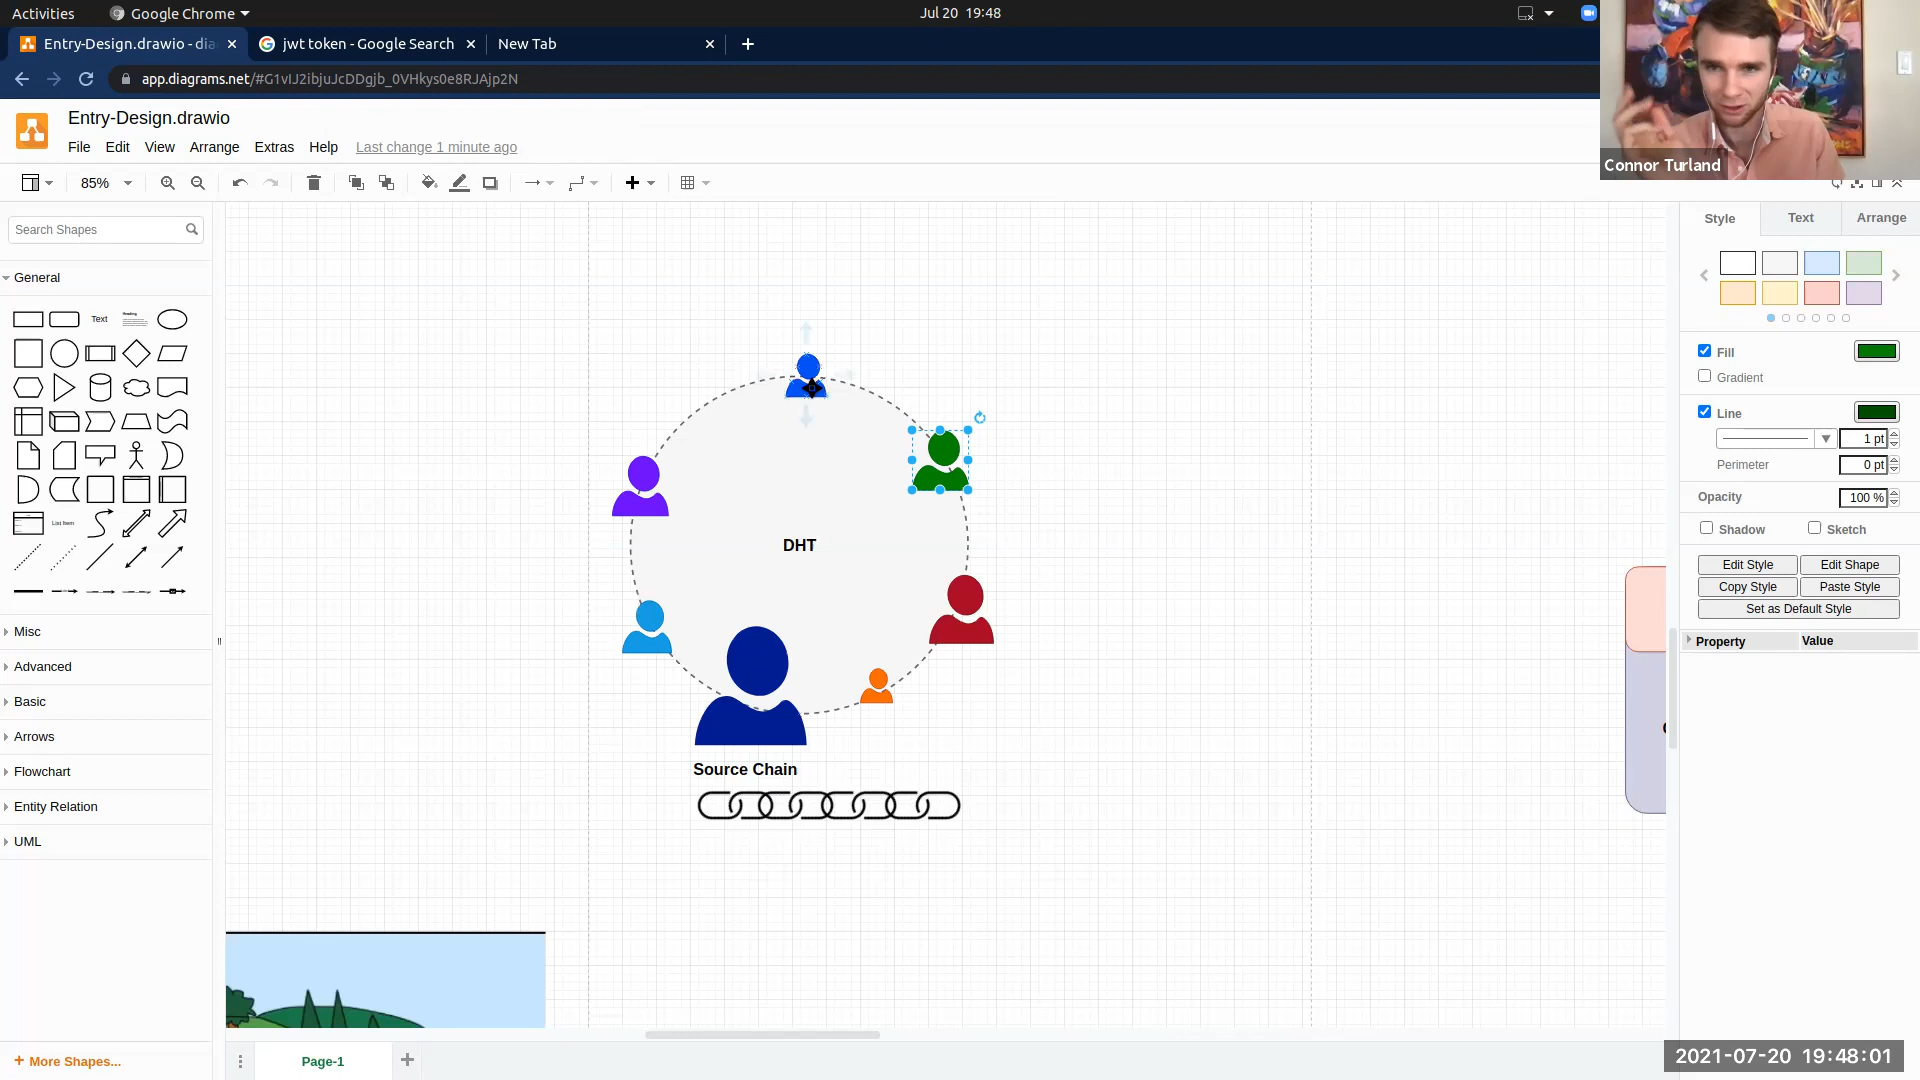 Activities
Google Chrome
Jul 20 19:48
Entry-Design.drawio - dia
jwt token - Google Search
New Tab
app.diagrams.net/#G1vIJ2ibjuJcDDgjb_0VHkys0e8RJAjp2N
Connor Turland
Entry-Design.drawio
File Edit View Arrange Extras Help Last change 1 minute ago
85%
Search Shapes
General
Text
Heading
List Item
Misc
Advanced
Basic
Arrows
Flowchart
Entity Relation
UML
+ More Shapes...
DHT
Source Chain
Style Text Arrange
Fill
Gradient
Line
1 pt
Perimeter 0 pt
Opacity 100 %
Shadow Sketch
Edit Style Edit Shape
Copy Style Paste Style
Set as Default Style
Property Value
Page-1
2021-07-20 19:48:01